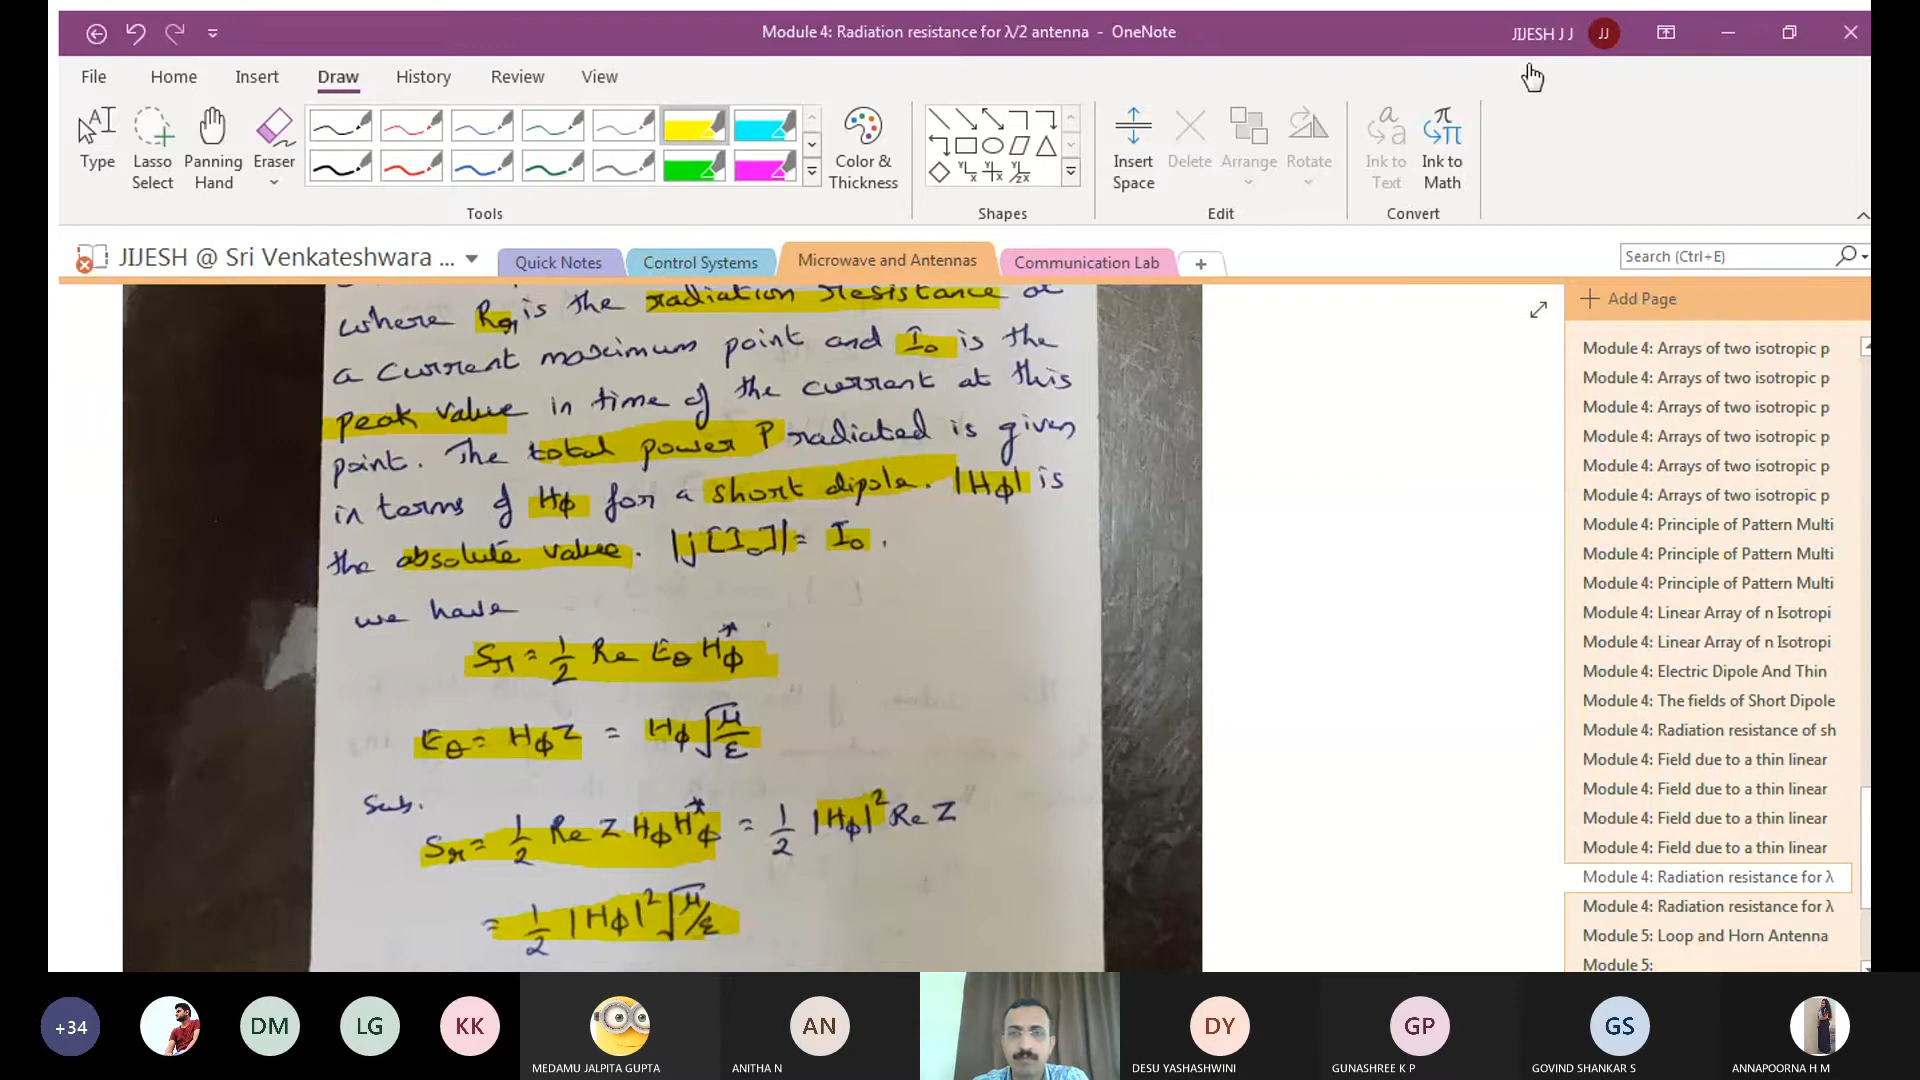 Module 4: Radiation resistance for λ/2 antenna - OneNote
JIJESH J J
JJ
File Home Insert Draw History Review View
Type
Lasso Select
Panning Hand
Eraser
Color & Thickness
Insert Space
Delete
Arrange
Rotate
Ink to Text
Ink to Math
Tools
Shapes
Edit
Convert
JIJESH @ Sri Venkateshwara ...
Quick Notes
Control Systems
Microwave and Antennas
Communication Lab
Search (Ctrl+E)
where Rr is the radiation resistance at
a current maximum point and I₀ is the
peak value in time of the current at this
point. The total power P radiated is given
in terms of Hϕ for a short dipole. |Hϕ| is
the absolute value. |j[I₀]| = I₀.
we have
Sr = 1/2 Re Eθ Hϕ*
Eθ = HϕZ = Hϕ √(μ/ε)
Sub.
Sr = 1/2 Re Z Hϕ Hϕ* = 1/2 |Hϕ|² Re Z
= 1/2 |Hϕ|² √(μ/ε)
Add Page
Module 4: Arrays of two isotropic p
Module 4: Arrays of two isotropic p
Module 4: Arrays of two isotropic p
Module 4: Arrays of two isotropic p
Module 4: Arrays of two isotropic p
Module 4: Arrays of two isotropic p
Module 4: Principle of Pattern Multi
Module 4: Principle of Pattern Multi
Module 4: Principle of Pattern Multi
Module 4: Linear Array of n Isotropi
Module 4: Linear Array of n Isotropi
Module 4: Electric Dipole And Thin
Module 4: The fields of Short Dipole
Module 4: Radiation resistance of sh
Module 4: Field due to a thin linear
Module 4: Field due to a thin linear
Module 4: Field due to a thin linear
Module 4: Field due to a thin linear
Module 4: Radiation resistance for λ
Module 4: Radiation resistance for λ
Module 5: Loop and Horn Antenna
Module 5:
+34
DM
LG
KK
MEDAMU JALPITA GUPTA
AN
ANITHA N
DY
DESU YASHASHWINI
GP
GUNASHREE K P
GS
GOVIND SHANKAR S
ANNAPOORNA H M